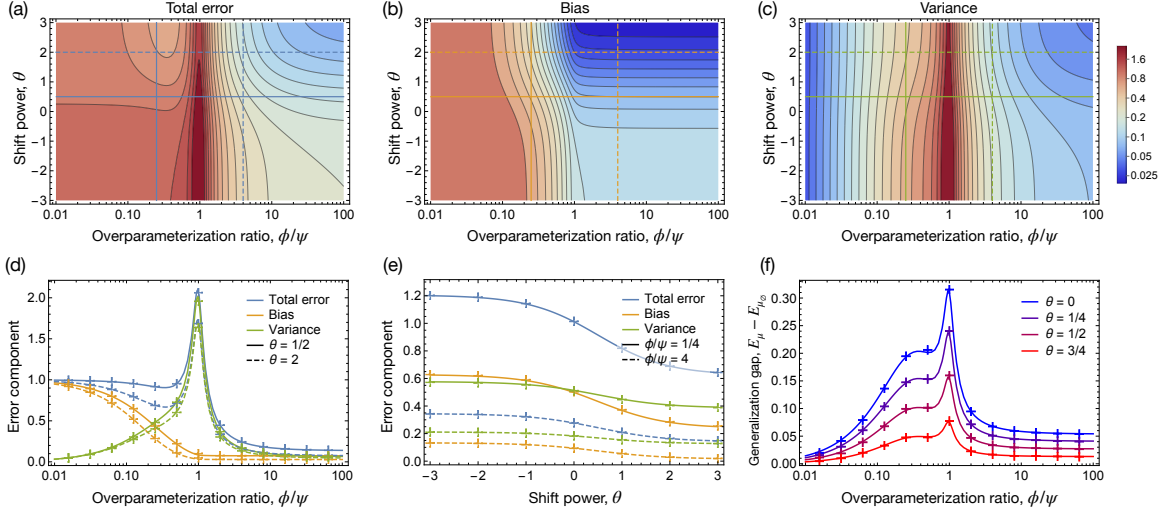 (a)
Total error
(b)
Bias
(c)
Variance
Shift power, θ
3
2
1
0
−1
−2
−3
0.01 0.10 1 10 100
Overparameterization ratio, ϕ/ψ
Shift power, θ
3
2
1
0
−1
−2
−3
0.01 0.10 1 10 100
Overparameterization ratio, ϕ/ψ
Shift power, θ
3
2
1
0
−1
−2
−3
0.01 0.10 1 10 100
Overparameterization ratio, ϕ/ψ
1.6
0.8
0.4
0.2
0.1
0.05
0.025
(d)
Error component
2.0
1.5
1.0
0.5
0.0
Total error
Bias
Variance
θ = 1/2
θ = 2
0.01 0.10 1 10 100
Overparameterization ratio, ϕ/ψ
(e)
Error component
1.2
1.0
0.8
0.6
0.4
0.2
0.0
Total error
Bias
Variance
ϕ/ψ = 1/4
ϕ/ψ = 4
−3 −2 −1 0 1 2 3
Shift power, θ
(f)
Generalization gap, Eμ − Eμ∅
0.30
0.25
0.20
0.15
0.10
0.05
0.00
θ = 0
θ = 1/4
θ = 1/2
θ = 3/4
0.01 0.10 1 10 100
Overparameterization ratio, ϕ/ψ